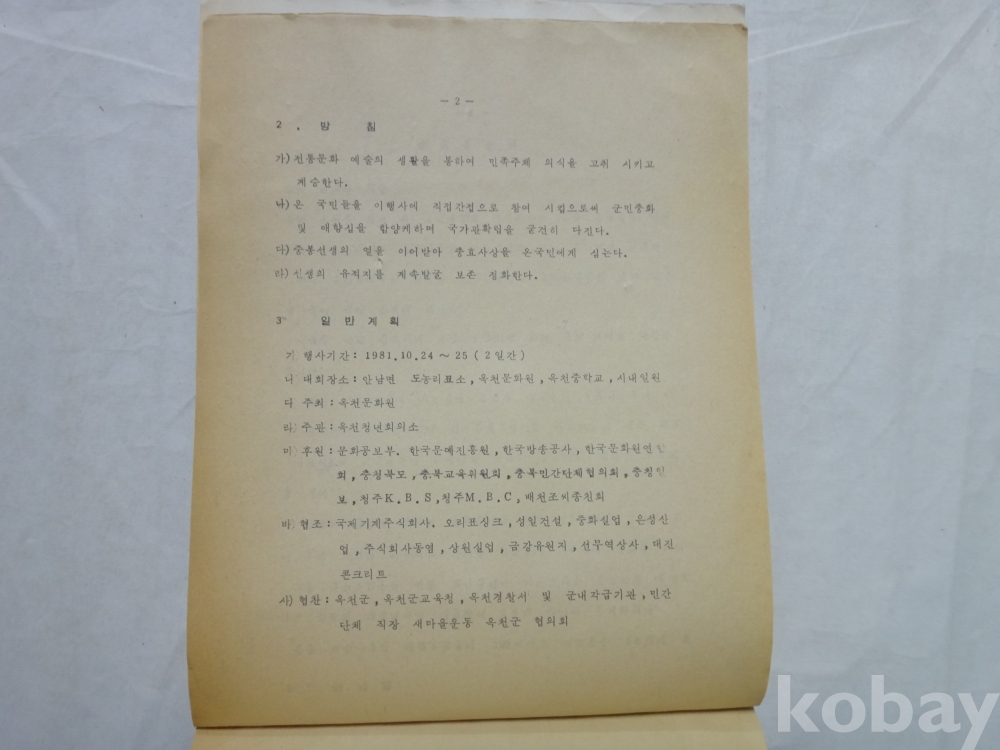 - 2 -
2. 방 침
가) 전통문화 예술의 생활을 통하여 민족주체 의식을 고취 시키고
계승한다.
나) 온 국민들을 이행사에 직접간접으로 참여 시킴으로써 군민총화
및 애향심을 함양케하며 국가관확립을 굳건히 다진다.
다) 중봉선생의 얼을 이어받아 충효사상을 온국민에게 심는다.
라) 선생의 유적지를 계속발굴 보존 정화한다.
3 일 반 계 획
기 행사기간 : 1981.10.24 ~ 25 ( 2일간 )
니 대회장소 : 안남면 도농리표소, 옥천문화원, 옥천중학교, 시내일원
디 주최 : 옥천문화원
라) 주관 : 옥천청년회의소
미) 후원 : 문화공보부. 한국문예진흥원, 한국방송공사, 한국문화원연합
회, 충청북도, 충북교육위원회, 충북민간단체협의회, 충청일
보, 청주K.B.S, 청주M.B.C, 배천조씨종친회
바) 협조 : 국제기계주식회사. 오리표싱크, 성일건설, 중화실업, 은성산
업, 주식회사동열, 상원실업, 금강유원지, 선무역상사, 대진
콘크리트
사) 협찬 : 옥천군, 옥천군교육청, 옥천경찰서 및 군내각급기관, 민간
단체 직장 새마을운동 옥천군 협의회
kobay